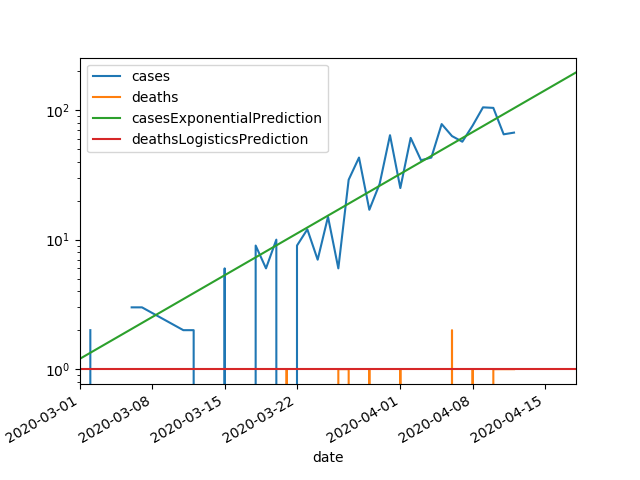 cases
deaths
casesExponentialPrediction
deathsLogisticsPrediction
10²
10¹
10⁰
2020-03-01
2020-03-08
2020-03-15
2020-03-22
2020-04-01
2020-04-08
2020-04-15
date